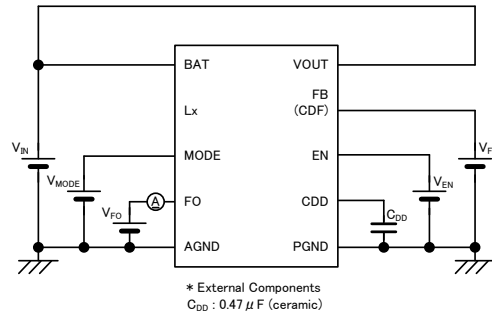 BAT VOUT
FB
Lx (CDF)
VIN MODE EN VF
VMODE VEN
FO A CDD
VFO CDD
AGND PGND
* External Components
CDD : 0.47 μF (ceramic)